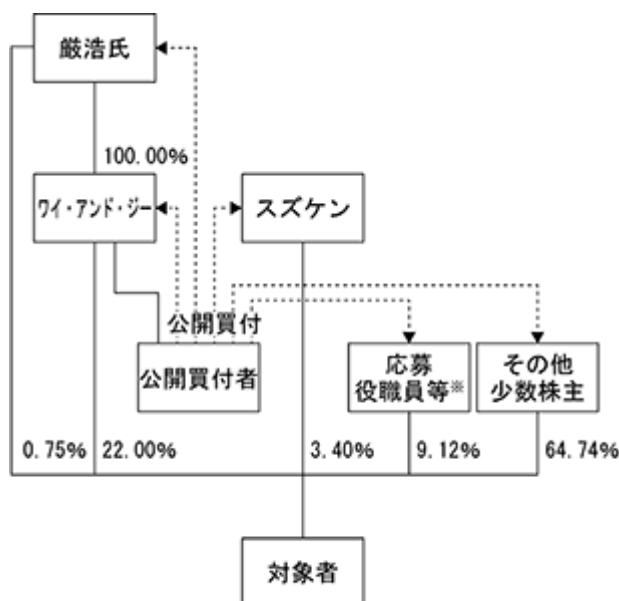 厳浩氏
100.00%
ワイ・アンド・ジー
スズケン
公開買付
公開買付者
応募
役職員等※
その他
少数株主
0.75%
22.00%
3.40%
9.12%
64.74%
対象者